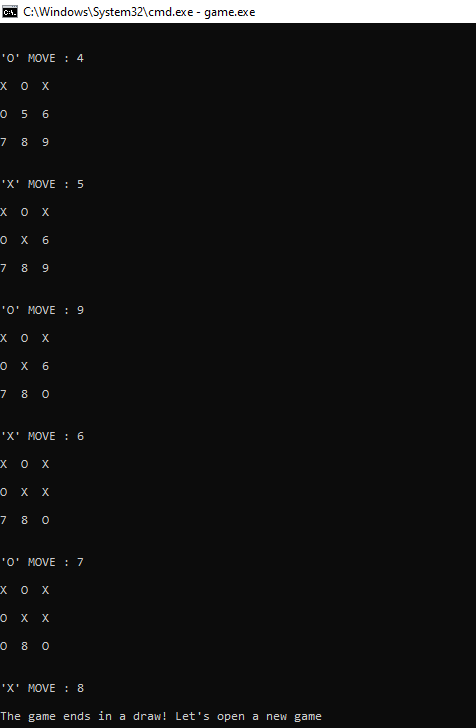 C:\Windows\System32\cmd.exe - game.exe
'O' MOVE : 4
X  O  X
O  5  6
7  8  9
'X' MOVE : 5
X  O  X
O  X  6
7  8  9
'O' MOVE : 9
X  O  X
O  X  6
7  8  O
'X' MOVE : 6
X  O  X
O  X  X
7  8  O
'O' MOVE : 7
X  O  X
O  X  X
O  8  O
'X' MOVE : 8
The game ends in a draw! Let's open a new game